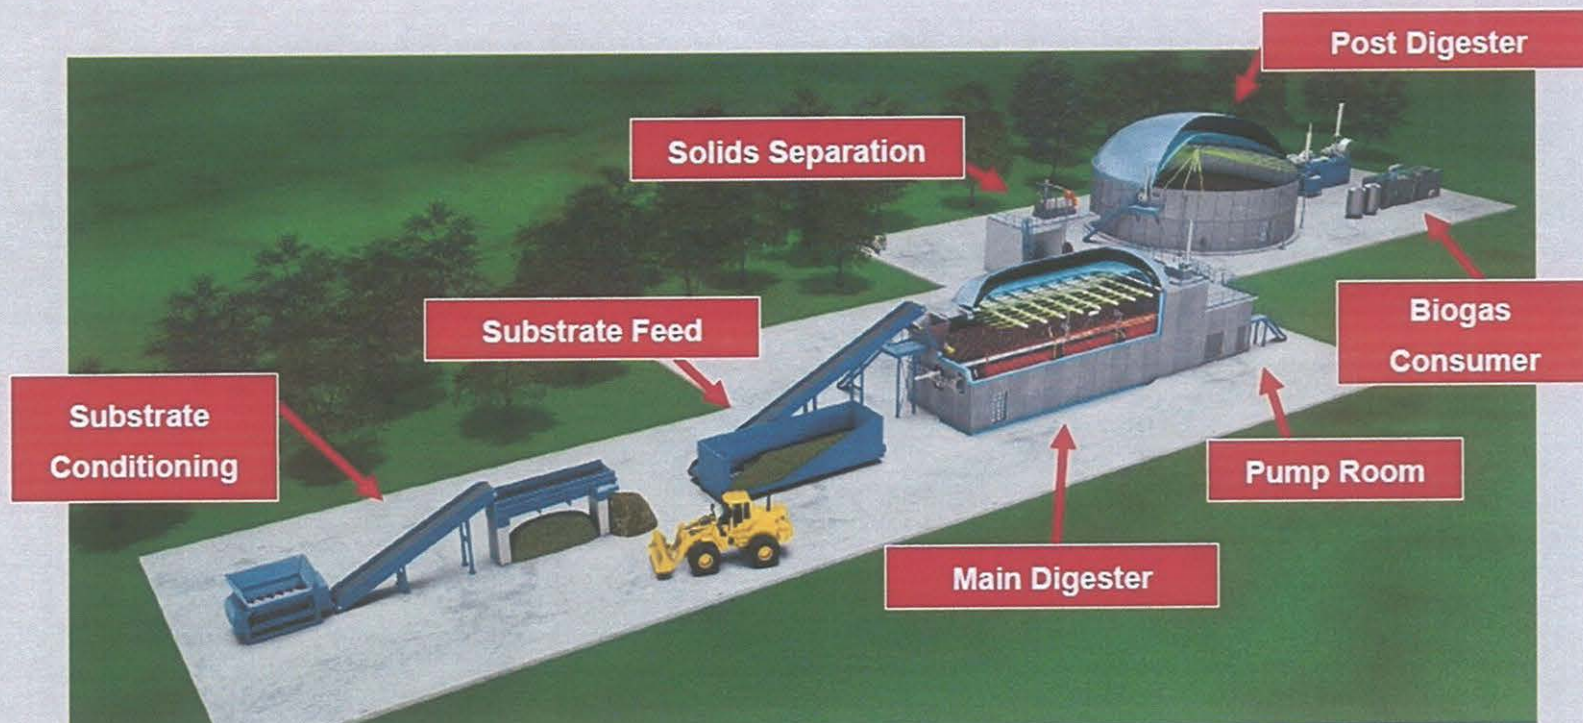 Post Digester
Solids Separation
Substrate Feed
Biogas
Consumer
Substrate
Conditioning
Pump Room
Main Digester